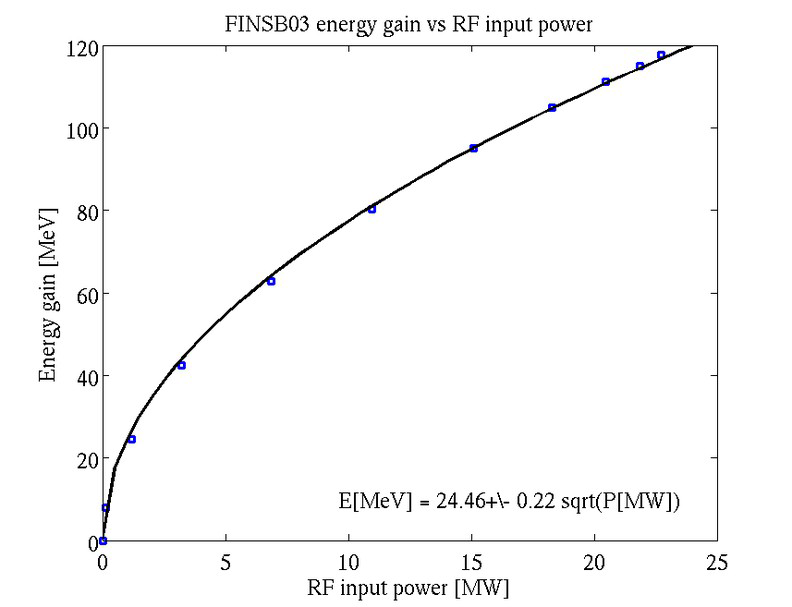 FINSB03 energy gain vs RF input power
120
100
80
60
40
20
0
Energy gain [MeV]
E[MeV] = 24.46+\- 0.22 sqrt(P[MW])
0 5 10 15 20 25
RF input power [MW]